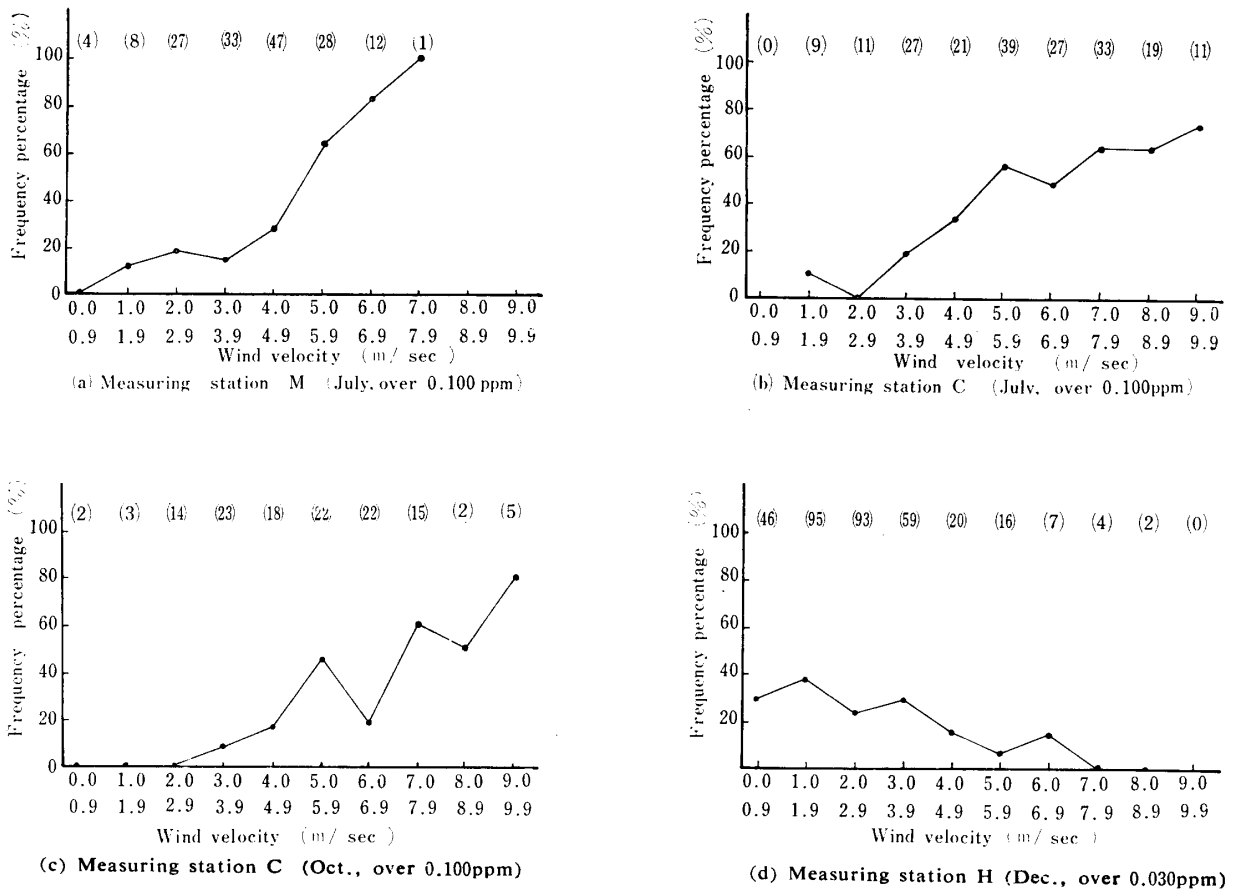 Frequency percentage (%)
(4) (8) (27) (33) (47) (28) (12) (1)
100
80
60
40
20
0
0.0 1.0 2.0 3.0 4.0 5.0 6.0 7.0 8.0 9.0
0.9 1.9 2.9 3.9 4.9 5.9 6.9 7.9 8.9 9.9
Wind velocity (m/ sec)
(a) Measuring station M (July, over 0.100 ppm)
Frequency percentage (%)
(0) (9) (11) (27) (21) (39) (27) (33) (19) (11)
100
80
60
40
20
0
0.0 1.0 2.0 3.0 4.0 5.0 6.0 7.0 8.0 9.0
0.9 1.9 2.9 3.9 4.9 5.9 6.9 7.9 8.9 9.9
Wind velocity (m/ sec)
(b) Measuring station C (July, over 0.100ppm)
Frequency percentage (%)
(2) (3) (14) (23) (18) (22) (22) (15) (2) (5)
100
80
60
40
20
0
0.0 1.0 2.0 3.0 4.0 5.0 6.0 7.0 8.0 9.0
0.9 1.9 2.9 3.9 4.9 5.9 6.9 7.9 8.9 9.9
Wind velocity (m/ sec)
(c) Measuring station C (Oct., over 0.100ppm)
Frequency percentage (%)
(46) (95) (93) (59) (20) (16) (7) (4) (2) (0)
100
80
60
40
20
0.0 1.0 2.0 3.0 4.0 5.0 6.0 7.0 8.0 9.0
0.9 1.9 2.9 3.9 4.9 5.9 6.9 7.9 8.9 9.9
Wind velocity (m/ sec)
(d) Measuring station H (Dec., over 0.030ppm)